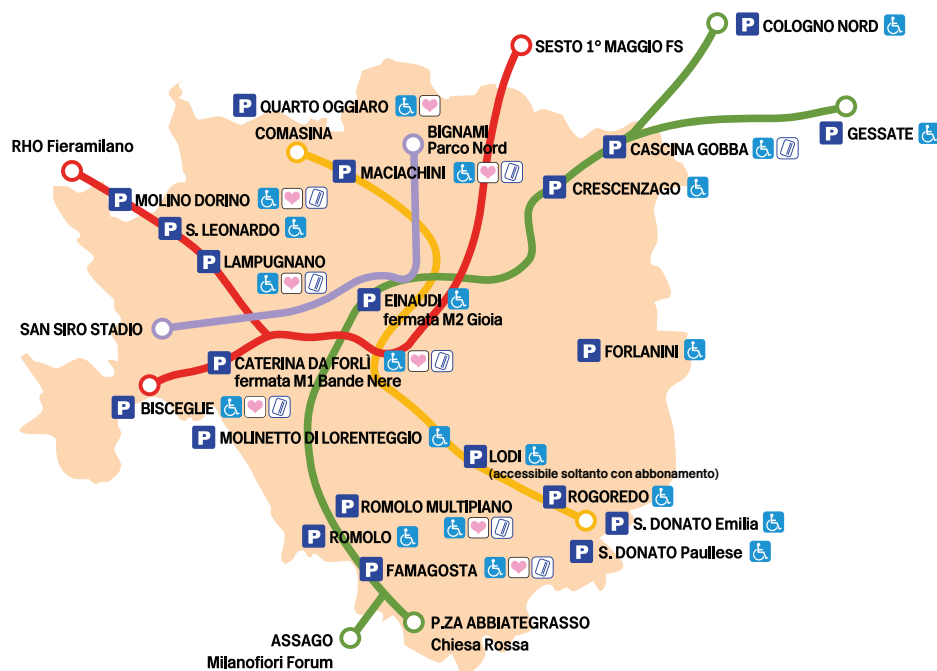 P COLOGNO NORD
SESTO 1° MAGGIO FS
P QUARTO OGGIARO
COMASINA
BIGNAMI
Parco Nord
P GESSATE
P CASCINA GOBBA
RHO Fieramilano
P MACIACHINI
P CRESCENZAGO
P MOLINO DORINO
P S. LEONARDO
P LAMPUGNANO
P EINAUDI
fermata M2 Gioia
SAN SIRO STADIO
P FORLANINI
P CATERINA DA FORLÌ
fermata M1 Bande Nere
P BISCEGLIE
P MOLINETTO DI LORENTEGGIO
P LODI
(accessibile soltanto con abbonamento)
P ROGOREDO
P ROMOLO MULTIPIANO
P S. DONATO Emilia
P ROMOLO
P S. DONATO Paullese
P FAMAGOSTA
P.ZA ABBIATEGRASSO
Chiesa Rossa
ASSAGO
Milanofiori Forum